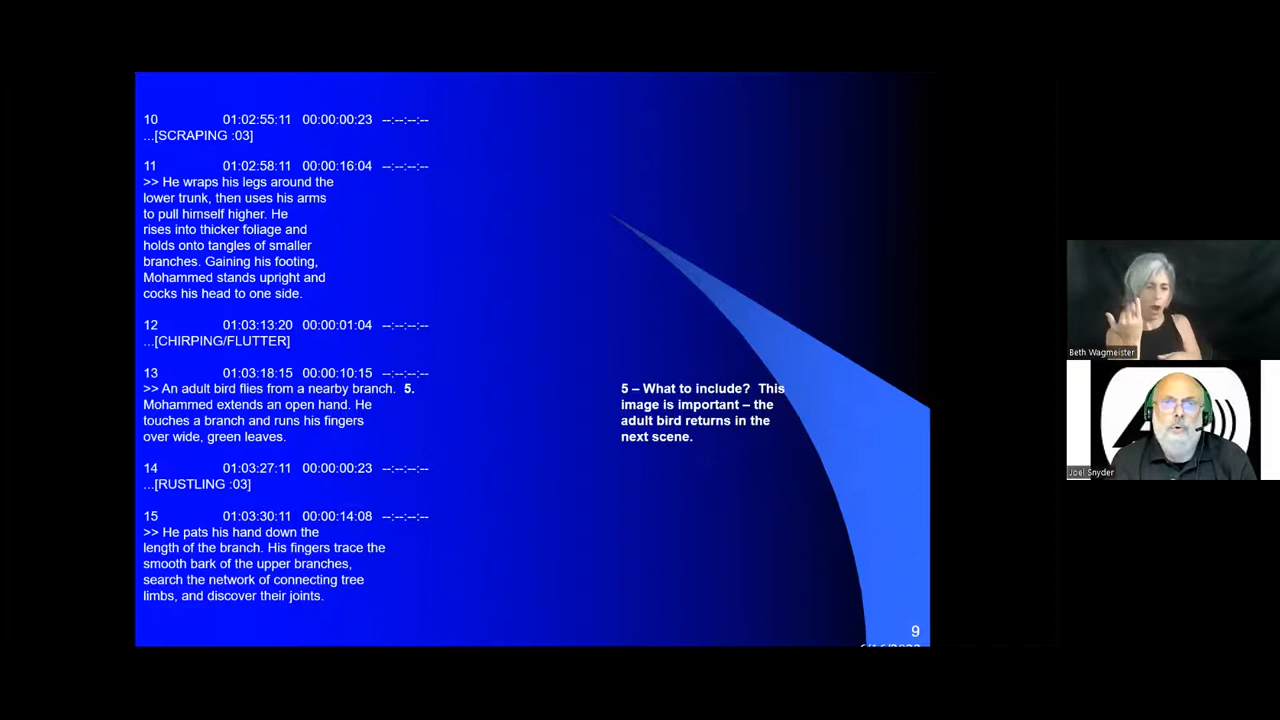 10 01:02:55:11 00:00:00:23 --:--:--:--
...[SCRAPING :03]
11 01:02:58:11 00:00:16:04 --:--:--:--
>> He wraps his legs around the
lower trunk, then uses his arms
to pull himself higher. He
rises into thicker foliage and
holds onto tangles of smaller
branches. Gaining his footing,
Mohammed stands upright and
cocks his head to one side.
12 01:03:13:20 00:00:01:04 --:--:--:--
...[CHIRPING/FLUTTER]
13 01:03:18:15 00:00:10:15 --:--:--:--
>> An adult bird flies from a nearby branch. 5.
Mohammed extends an open hand. He
touches a branch and runs his fingers
over wide, green leaves.
14 01:03:27:11 00:00:00:23 --:--:--:--
...[RUSTLING :03]
15 01:03:30:11 00:00:14:08 --:--:--:--
>> He pats his hand down the
length of the branch. His fingers trace the
smooth bark of the upper branches,
search the network of connecting tree
limbs, and discover their joints.
5 – What to include? This
image is important – the
adult bird returns in the
next scene.
9
Beth Wagmeister
Joel Snyder